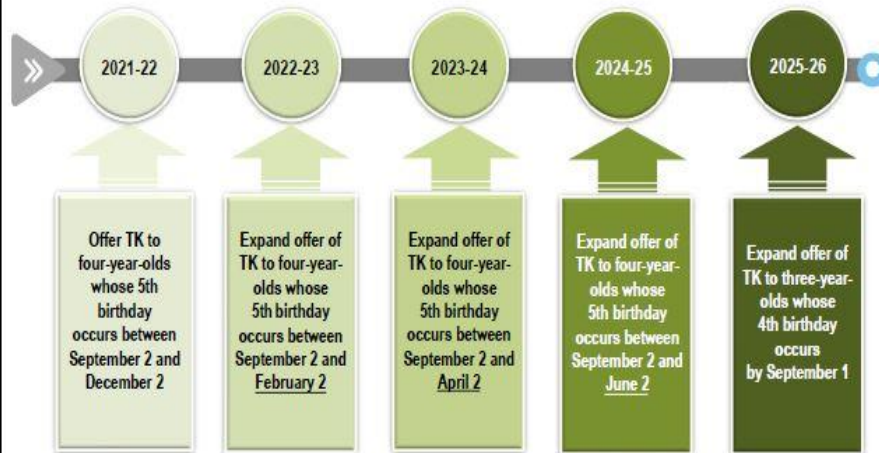 2021-22
2022-23
2023-24
2024-25
2025-26
Offer TK to
four-year-olds
whose 5th
birthday
occurs between
September 2 and
December 2
Expand offer of
TK to four-year-
olds whose
5th birthday
occurs between
September 2 and
February 2
Expand offer of
TK to four-year-
olds whose
5th birthday
occurs between
September 2 and
April 2
Expand offer of
TK to four-year-
olds whose
5th birthday
occurs between
September 2 and
June 2
Expand offer of
TK to three-year-
olds whose
4th birthday
occurs
by September 1